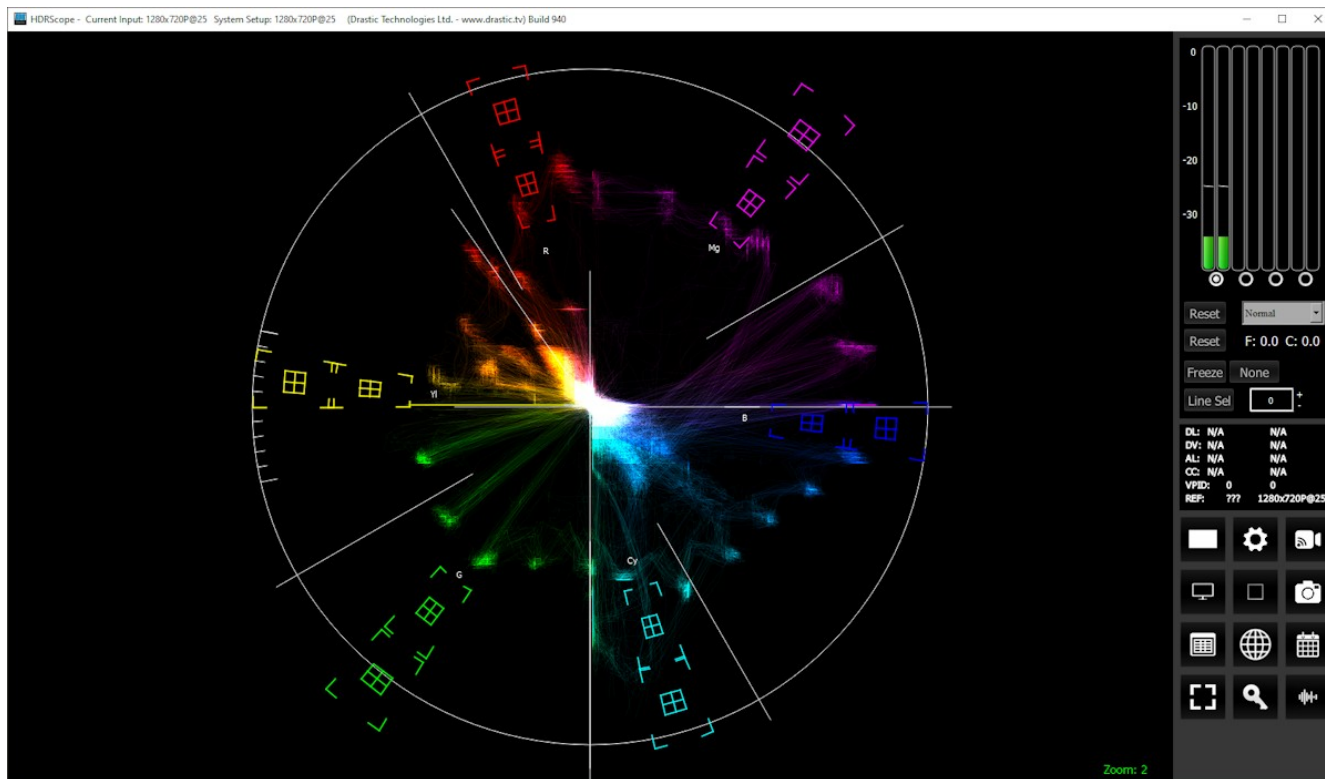 HDRScope - Current Input: 1280x720P@25 System Setup: 1280x720P@25 (Drastic Technologies Ltd. - www.drastic.tv) Build 940
0
-10
-20
-30
R
Mg
Yl
B
G
Cy
Reset Normal
Reset F: 0.0 C: 0.0
Freeze None
Line Sel 0 + -
DL: N/A N/A
DV: N/A N/A
AL: N/A N/A
CC: N/A N/A
VPID: 0 0
REF: ??? 1280x720P@25
Zoom: 2